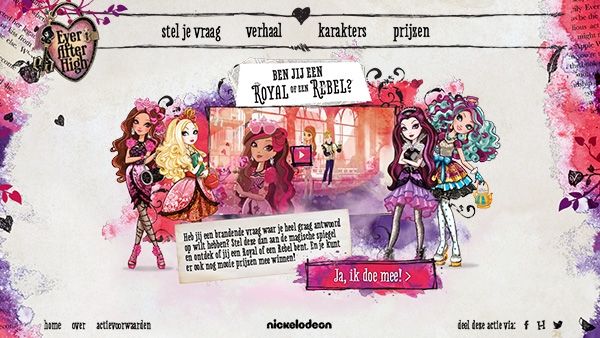 Ever After High
stel je vraag verhaal karakters prijzen
BEN JIJ EEN
ROYAL OF EEN REBEL?
Heb jij een brandende vraag waar je heel graag antwoord
op wilt hebben? Stel deze dan aan de magische spiegel
en ontdek of jij een Royal of een Rebel bent. En je kunt
er ook nog mooie prijzen mee winnen!
Ja, ik doe mee! >
home over actievoorwaarden
nickelodeon
deel deze actie via: